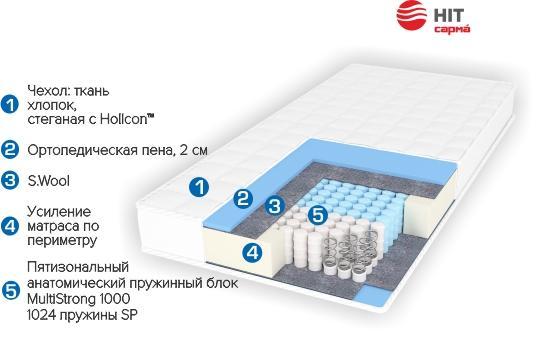 HIT
сарма
1 Чехол: ткань
хлопок,
стеганая с Hollcon™
2 Ортопедическая пена, 2 см
3 S.Wool
4 Усиление
матраса по
периметру
5 Пятизональный
анатомический пружинный блок
MultiStrong 1000
1024 пружины SP
1
2
3
5
4